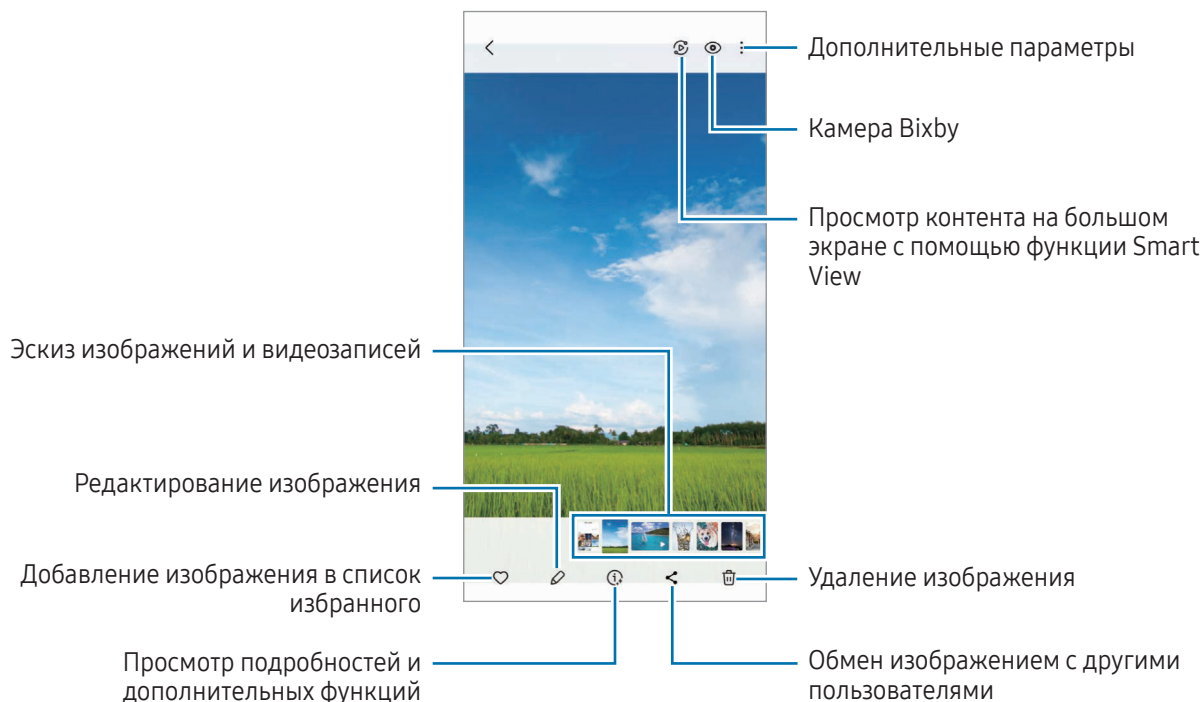 Дополнительные параметры
Камера Bixby
Просмотр контента на большом
экране с помощью функции Smart
View
Эскиз изображений и видеозаписей
Редактирование изображения
Добавление изображения в список
избранного
Удаление изображения
Просмотр подробностей и
дополнительных функций
Обмен изображением с другими
пользователями